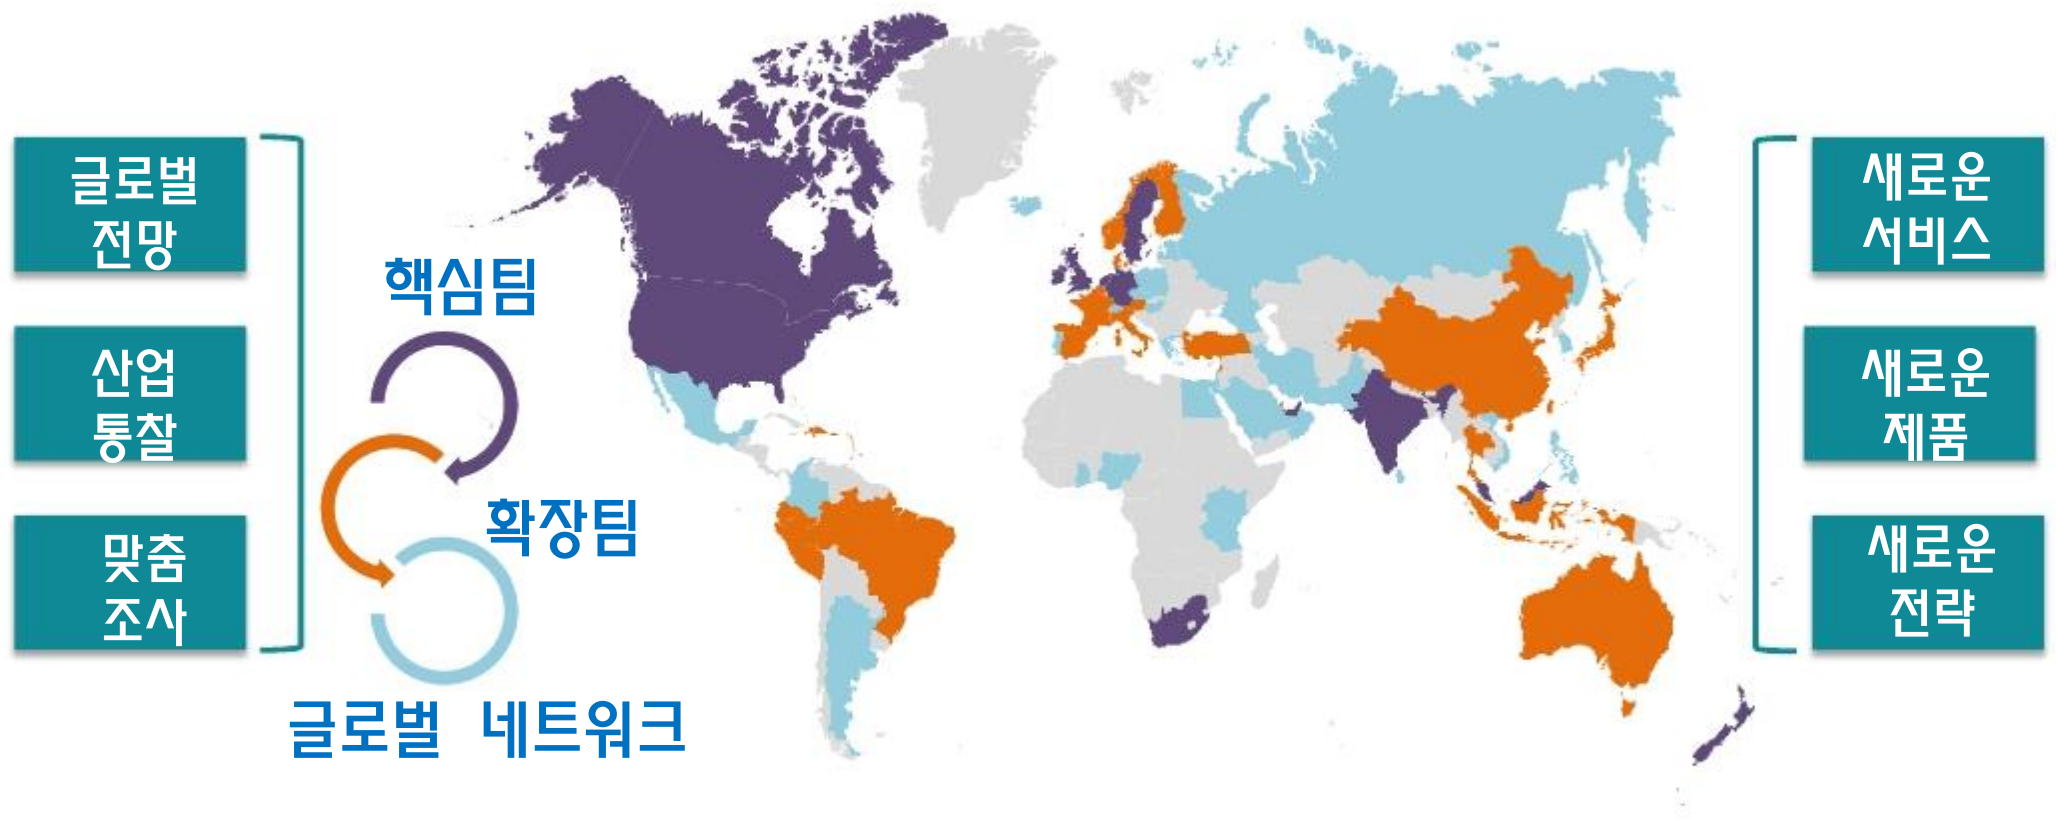 글로벌
전망
산업
통찰
맞춤
조사
핵심팀
확장팀
글로벌 네트워크
새로운
서비스
새로운
제품
새로운
전략